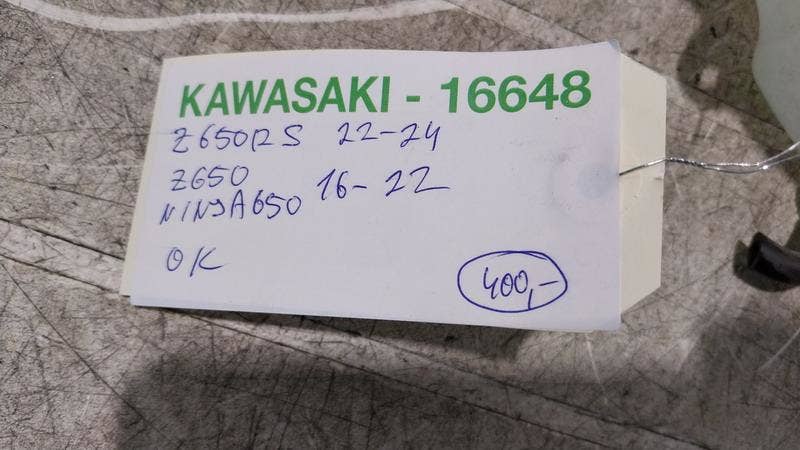 KAWASAKI - 16648
Z650RS 22-24
Z650
NINJA650 16-22
OK
400,-